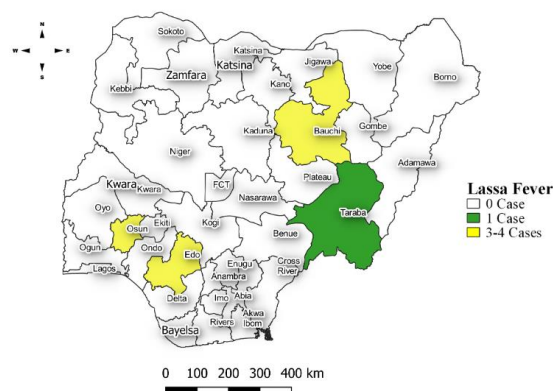 N
W E
S
Sokoto
Katsina
Katsina
Jigawa
Yobe
Borno
Zamfara
Kano
Kebbi
Kaduna
Bauchi
Gombe
Niger
Adamawa
Plateau
Kwara
Kwara
FCT
Nasarawa
Taraba
Oyo
Osun
Ekiti
Kogi
Benue
Ogun
Ondo
Edo
Lagos
Enugu
Cross
River
Anambra
Delta
Imo
Abia
Bayelsa
Rivers
Akwa
Ibom
Lassa Fever
0 Case
1 Case
3-4 Cases
0 100 200 300 400 km